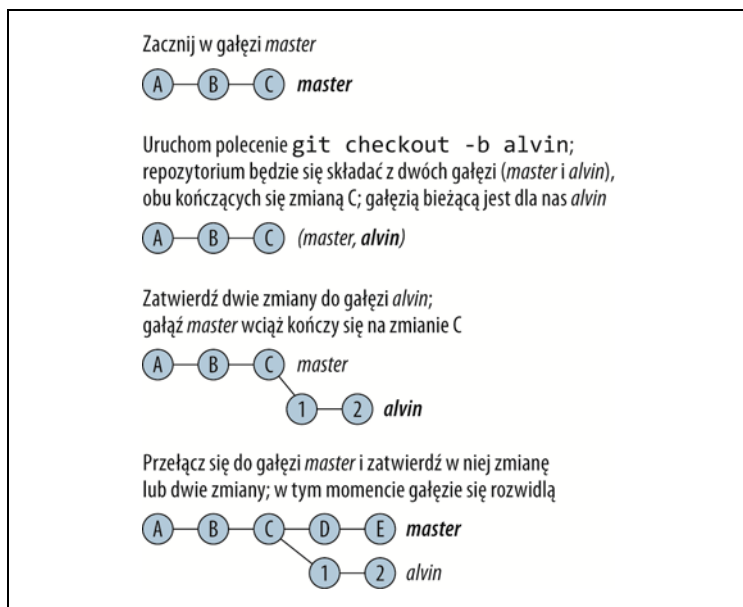 Zacznij w gałęzi master
A B C master
Uruchom polecenie git checkout -b alvin;
repozytorium będzie się składać z dwóch gałęzi (master i alvin),
obu kończących się zmianą C; gałęzią bieżącą jest dla nas alvin
A B C (master, alvin)
Zatwierdź dwie zmiany do gałęzi alvin;
gałąź master wciąż kończy się na zmianie C
A B C master
1 2 alvin
Przełącz się do gałęzi master i zatwierdź w niej zmianę
lub dwie zmiany; w tym momencie gałęzie się rozwidlą
A B C D E master
1 2 alvin